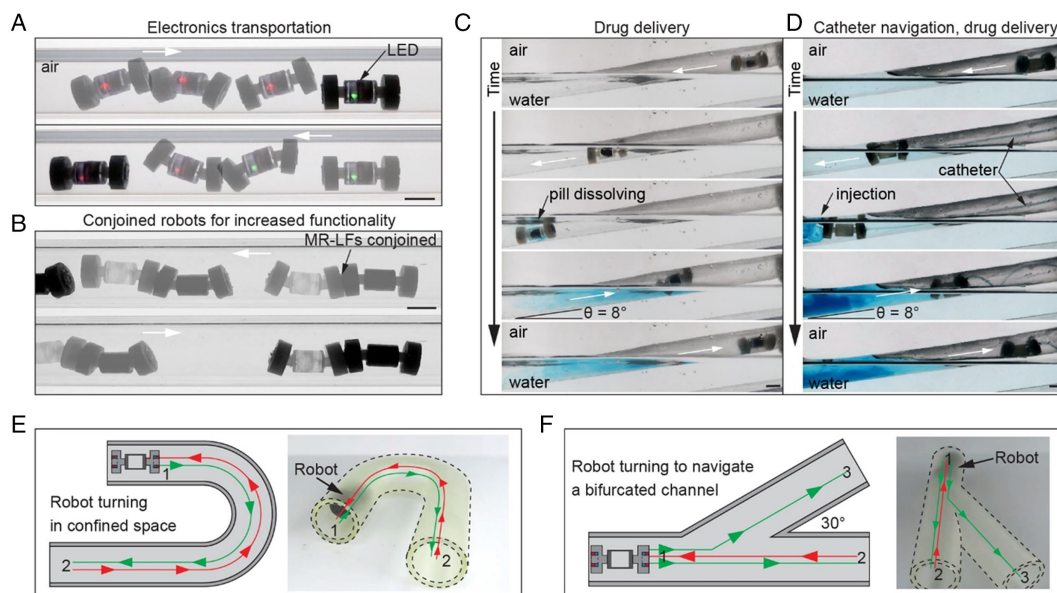 A
Electronics transportation
air
LED
B
Conjoined robots for increased functionality
MR-LFs conjoined
C
Drug delivery
Time
air
water
pill dissolving
θ = 8°
air
water
D
Catheter navigation, drug delivery
Time
air
water
catheter
injection
θ = 8°
air
water
E
1
Robot turning
in confined space
2
Robot
1
2
F
Robot turning to navigate
a bifurcated channel
3
30°
1
2
1
Robot
2
3